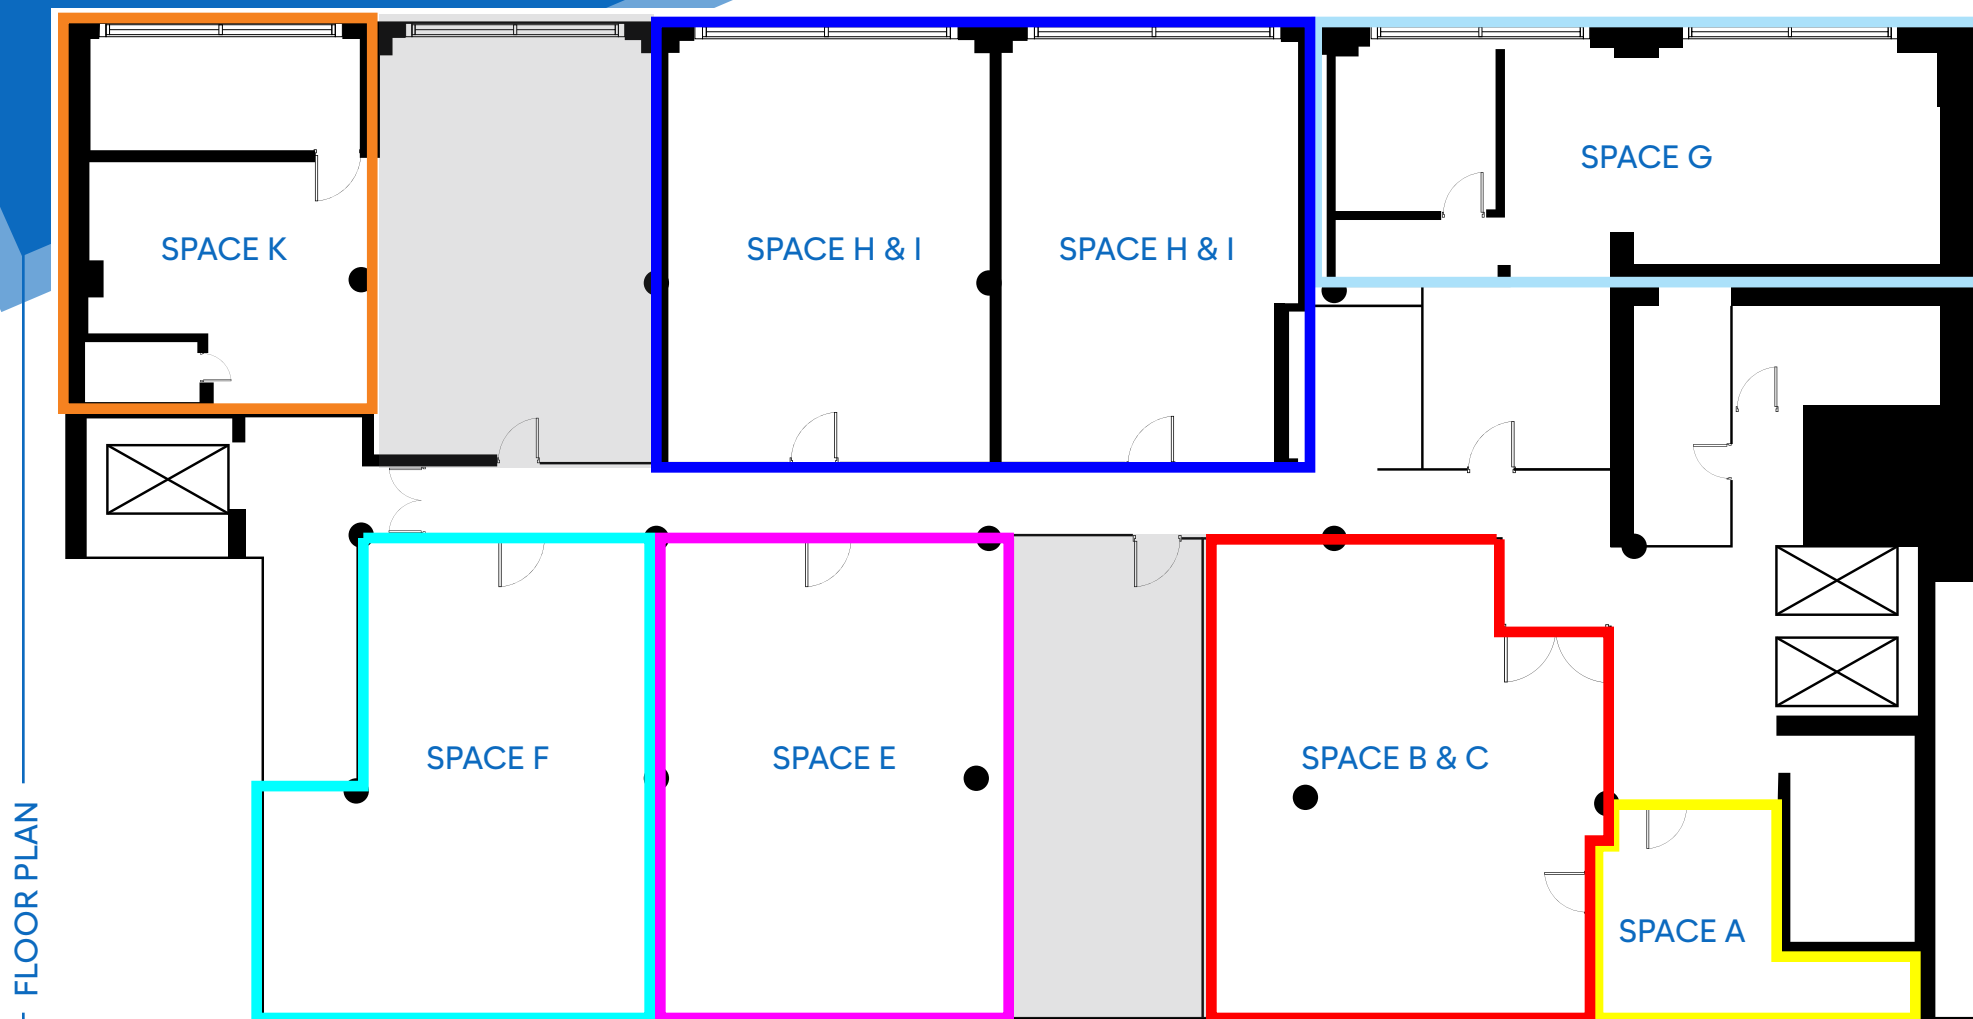 SPACE G
SPACE K
SPACE H & I
SPACE H & I
SPACE F
SPACE E
SPACE B & C
SPACE A
FLOOR PLAN